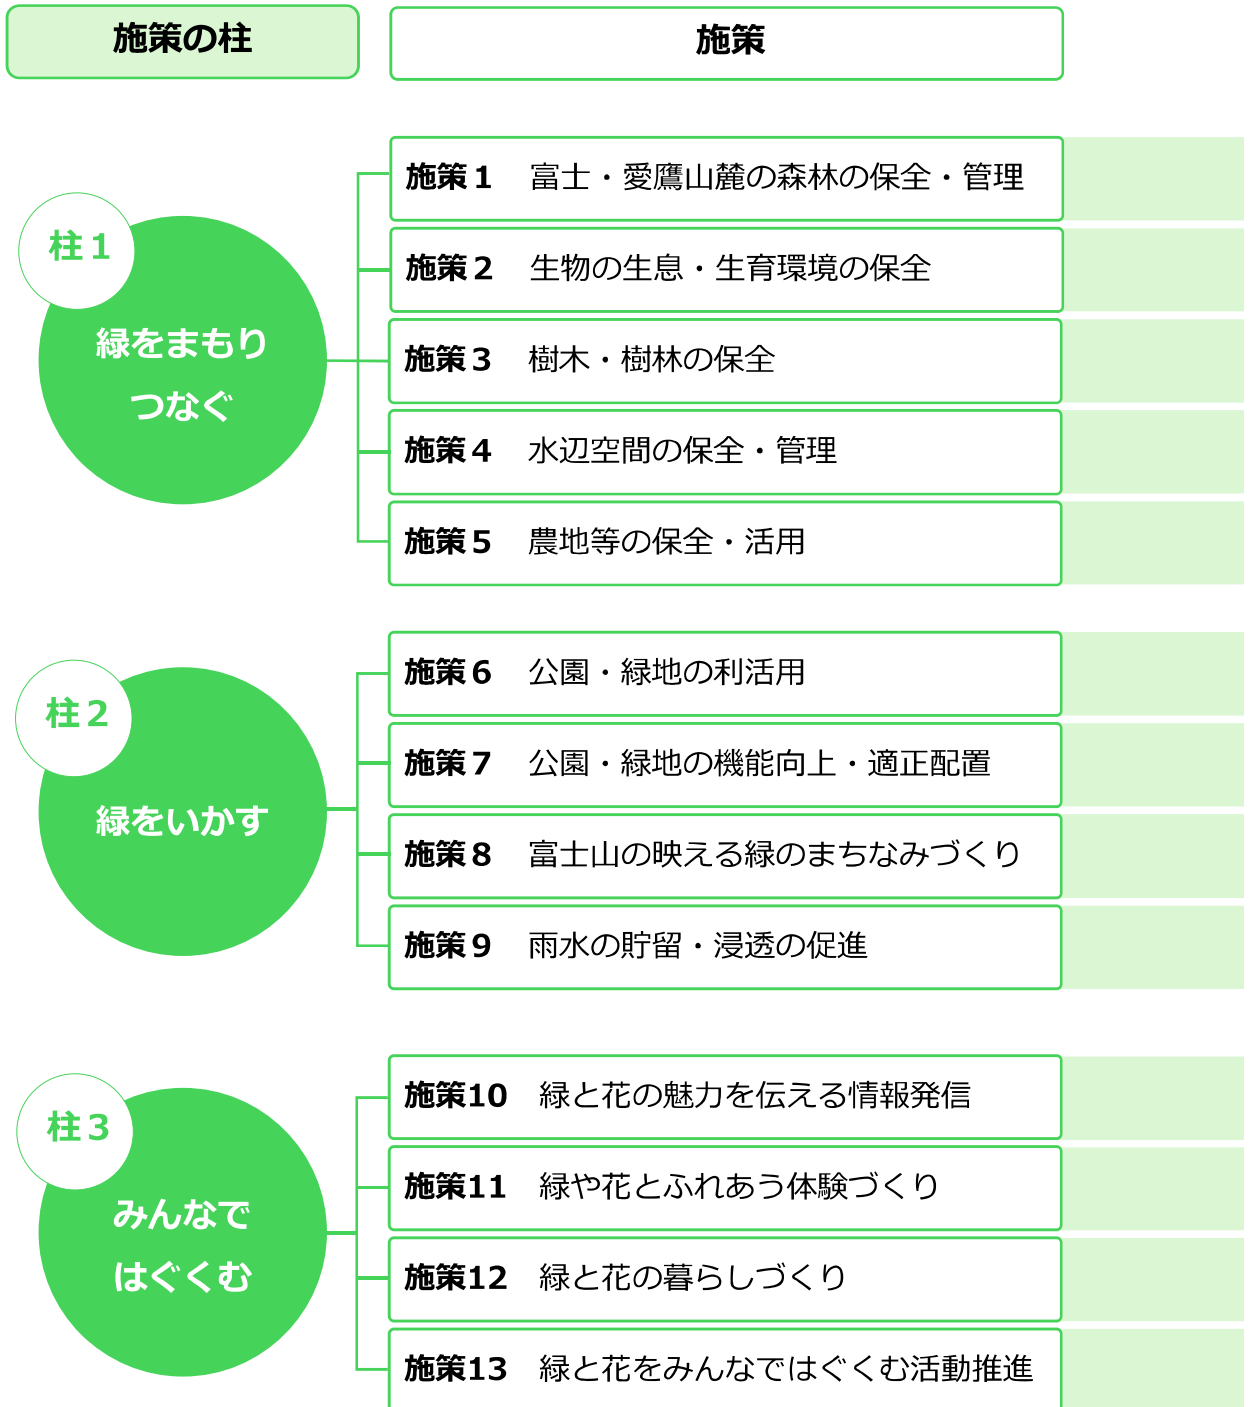 施策の柱
施策
柱１
緑をまもり
つなぐ
施策１　富士・愛鷹山麓の森林の保全・管理
施策２　生物の生息・生育環境の保全
施策３　樹木・樹林の保全
施策４　水辺空間の保全・管理
施策５　農地等の保全・活用
柱２
緑をいかす
施策６　公園・緑地の利活用
施策７　公園・緑地の機能向上・適正配置
施策８　富士山の映える緑のまちなみづくり
施策９　雨水の貯留・浸透の促進
柱３
みんなで
はぐくむ
施策10　緑と花の魅力を伝える情報発信
施策11　緑や花とふれあう体験づくり
施策12　緑と花の暮らしづくり
施策13　緑と花をみんなではぐくむ活動推進